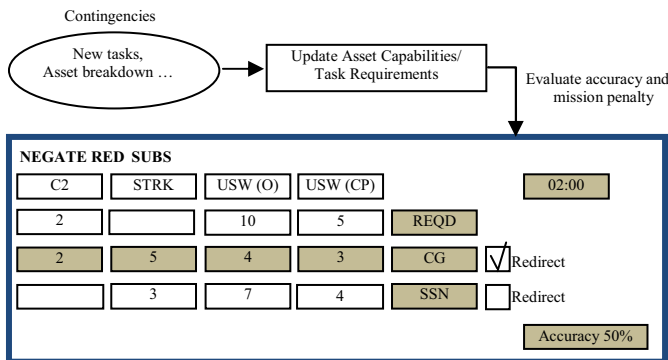 Contingencies
New tasks,
Asset breakdown …
Update Asset Capabilities/
Task Requirements
Evaluate accuracy and
mission penalty
NEGATE RED SUBS
C2 STRK USW (O) USW (CP) 02:00
2 10 5 REQD
2 5 4 3 CG Redirect
3 7 4 SSN Redirect
Accuracy 50%